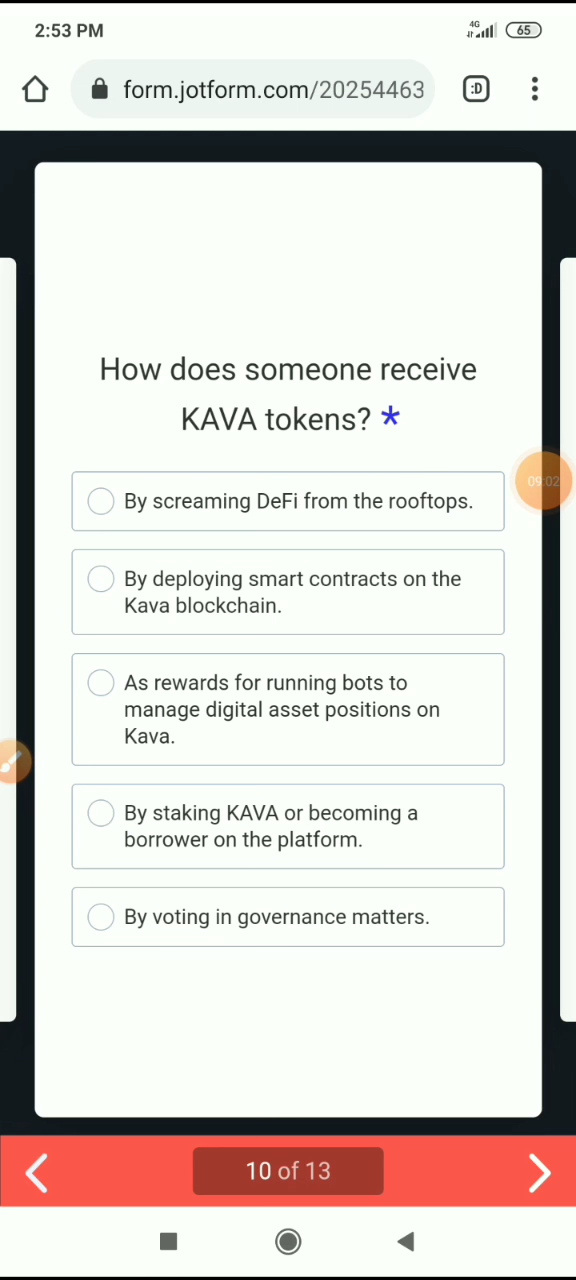 2:53 PM
4G
65
form.jotform.com/20254463
:D
How does someone receive
KAVA tokens? *
09:02
By screaming DeFi from the rooftops.
By deploying smart contracts on the
Kava blockchain.
As rewards for running bots to
manage digital asset positions on
Kava.
By staking KAVA or becoming a
borrower on the platform.
By voting in governance matters.
10 of 13